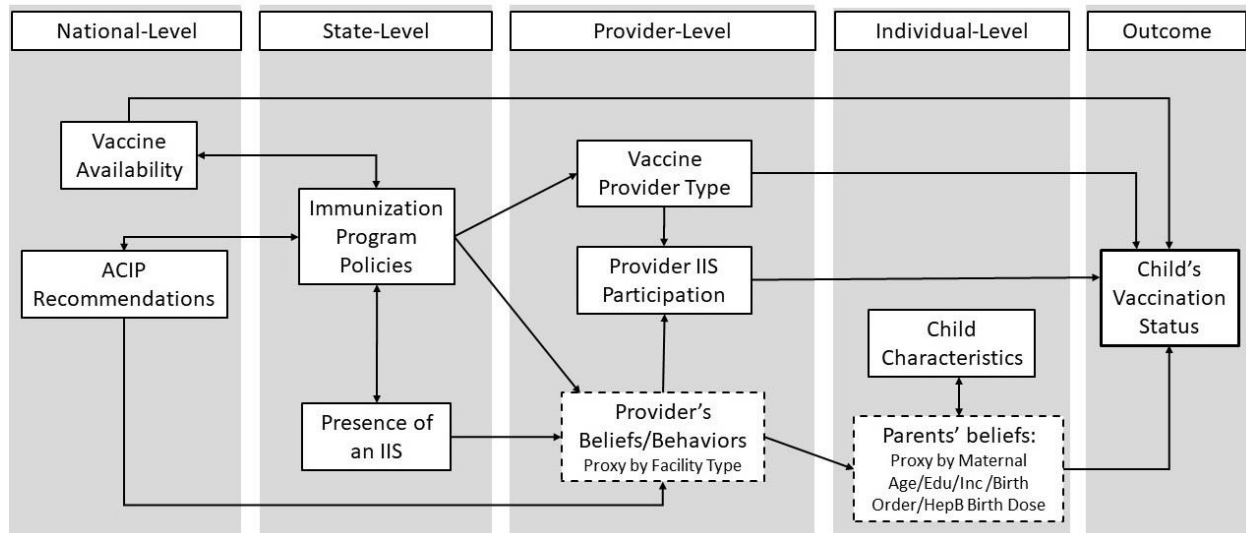 National-Level
State-Level
Provider-Level
Individual-Level
Outcome
Vaccine
Availability
ACIP
Recommendations
Immunization
Program
Policies
Presence of
an IIS
Vaccine
Provider Type
Provider IIS
Participation
Provider’s
Beliefs/Behaviors
Proxy by Facility Type
Child
Characteristics
Parents’ beliefs:
Proxy by Maternal
Age/Edu/Inc/Birth
Order/HepB Birth Dose
Child’s
Vaccination
Status